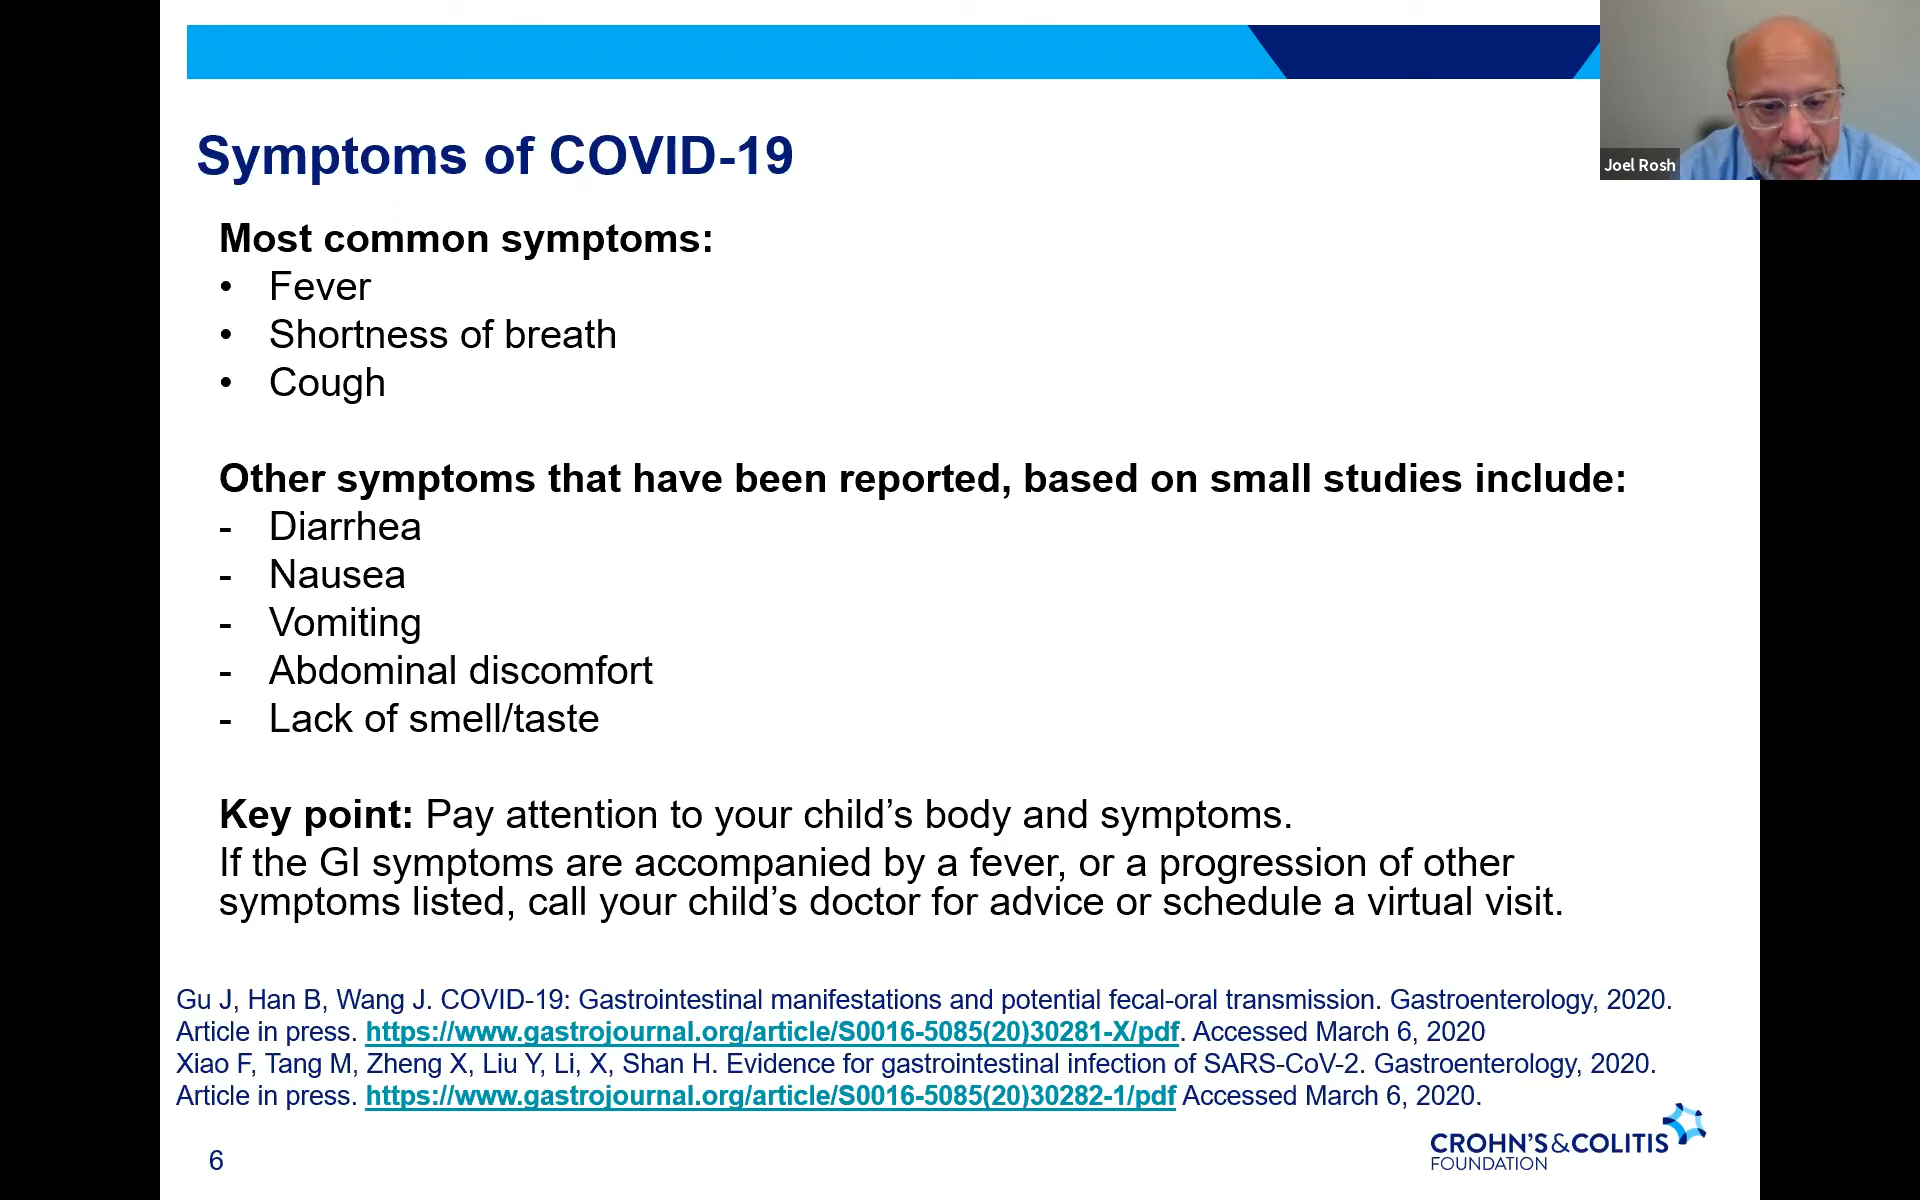 Symptoms of COVID-19
Joel Rosh
Most common symptoms:
• Fever
• Shortness of breath
• Cough
Other symptoms that have been reported, based on small studies include:
- Diarrhea
- Nausea
- Vomiting
- Abdominal discomfort
- Lack of smell/taste
Key point: Pay attention to your child’s body and symptoms.
If the GI symptoms are accompanied by a fever, or a progression of other
symptoms listed, call your child’s doctor for advice or schedule a virtual visit.
Gu J, Han B, Wang J. COVID-19: Gastrointestinal manifestations and potential fecal-oral transmission. Gastroenterology, 2020.
Article in press. https://www.gastrojournal.org/article/S0016-5085(20)30281-X/pdf. Accessed March 6, 2020
Xiao F, Tang M, Zheng X, Liu Y, Li, X, Shan H. Evidence for gastrointestinal infection of SARS-CoV-2. Gastroenterology, 2020.
Article in press. https://www.gastrojournal.org/article/S0016-5085(20)30282-1/pdf Accessed March 6, 2020.
6
CROHN’S&COLITIS
FOUNDATION